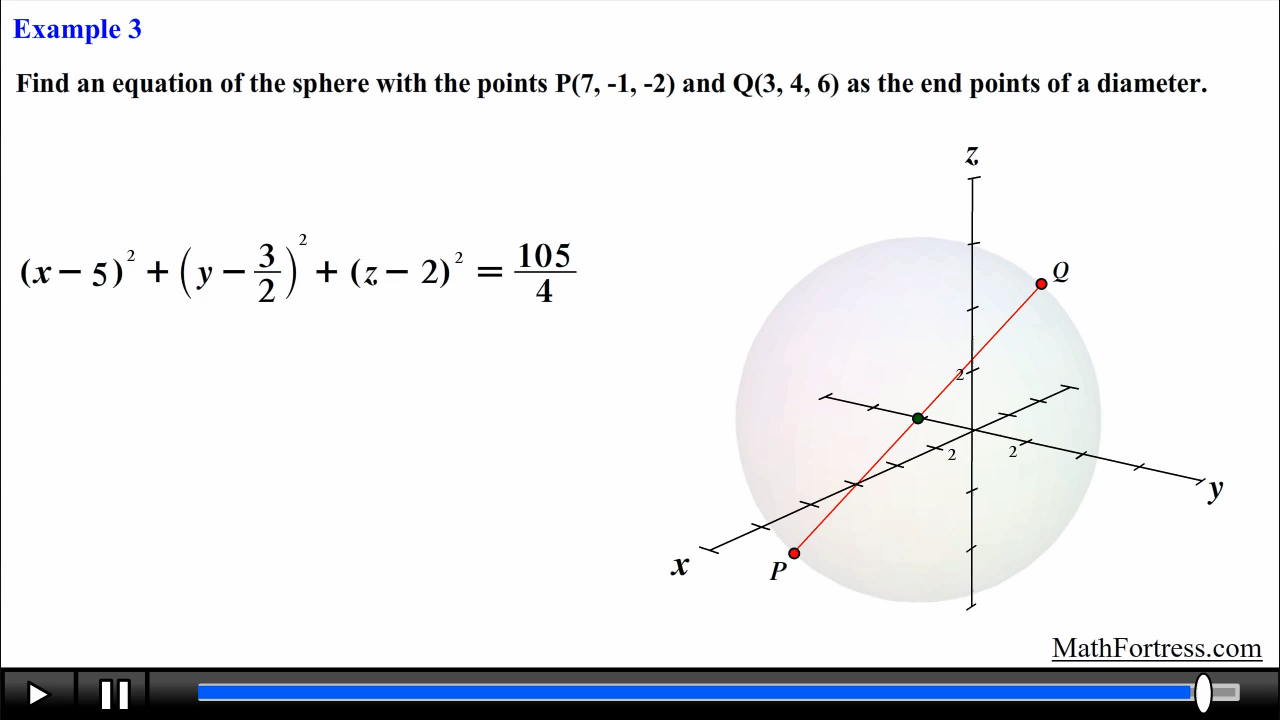 Example 3
Find an equation of the sphere with the points P(7, -1, -2) and Q(3, 4, 6) as the end points of a diameter.
z
(x − 5)² + (y − 3/2)² + (z − 2)² = 105/4
Q
2
2 2
y
x
P
MathFortress.com